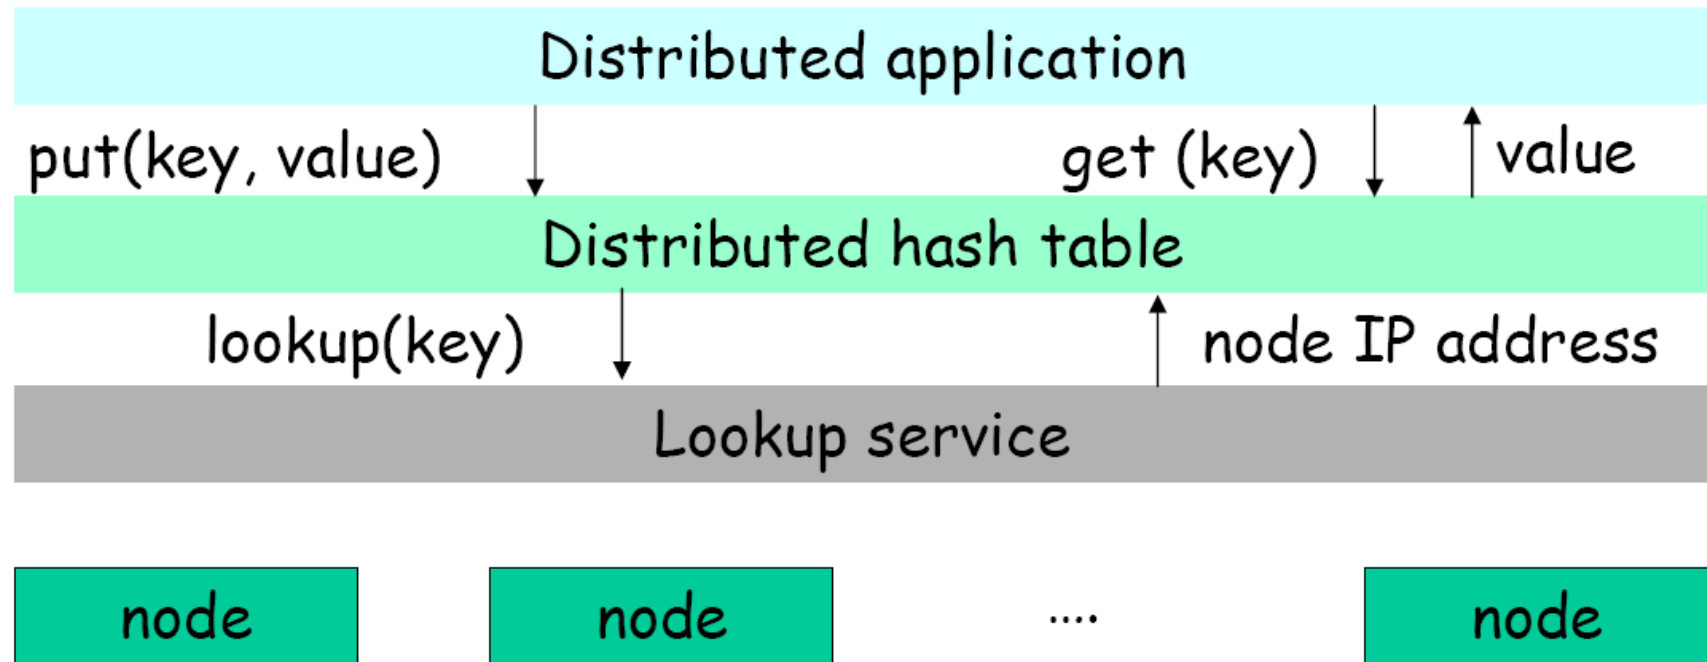 Distributed application
put(key, value)
get (key)
value
Distributed hash table
lookup(key)
node IP address
Lookup service
node
node
....
node